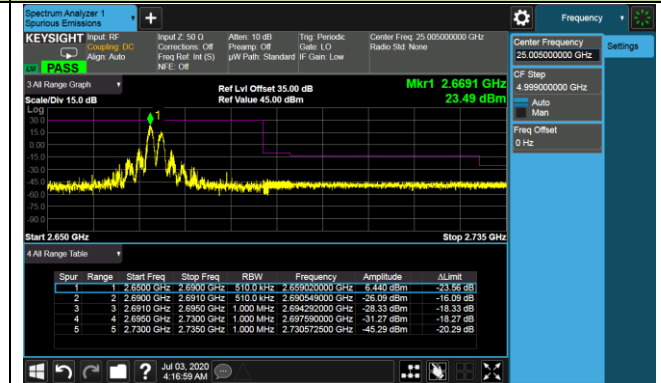 Spectrum Analyzer 1
Spurious Emissions
Frequency
KEYSIGHT
Input: RF
Coupling: DC
Align: Auto
Input Z: 50 Ω
Corrections: Off
Freq Ref: Int (S)
NFE: Off
Atten: 10 dB
Preamp: Off
µW Path: Standard
Trig: Periodic
Gate: LO
IF Gain: Low
Center Freq: 25.005000000 GHz
Radio Std: None
LV PASS
Center Frequency
25.005000000 GHz
Settings
CF Step
4.999000000 GHz
Auto
Man
Freq Offset
0 Hz
3 All Range Graph
Scale/Div 15.0 dB
Ref Lvl Offset 35.00 dB
Ref Value 45.00 dBm
Mkr1 2.6691 GHz
23.49 dBm
Log
30.0
15.0
0.00
-15.0
-30.0
-45.0
-60.0
-75.0
-90.0
1
Start 2.650 GHz
Stop 2.735 GHz
4 All Range Table
Spur Range Start Freq Stop Freq RBW Frequency Amplitude ΔLimit
1 1 2.6500 GHz 2.6900 GHz 510.0 kHz 2.659020000 GHz 6.440 dBm -23.56 dB
2 2 2.6900 GHz 2.6910 GHz 510.0 kHz 2.690549000 GHz -26.09 dBm -16.09 dB
3 3 2.6910 GHz 2.6950 GHz 1.000 MHz 2.694292000 GHz -28.33 dBm -18.33 dB
4 4 2.6950 GHz 2.7300 GHz 1.000 MHz 2.697590000 GHz -31.27 dBm -18.27 dB
5 5 2.7300 GHz 2.7350 GHz 1.000 MHz 2.730572500 GHz -45.29 dBm -20.29 dB
Jul 03, 2020
4:16:59 AM